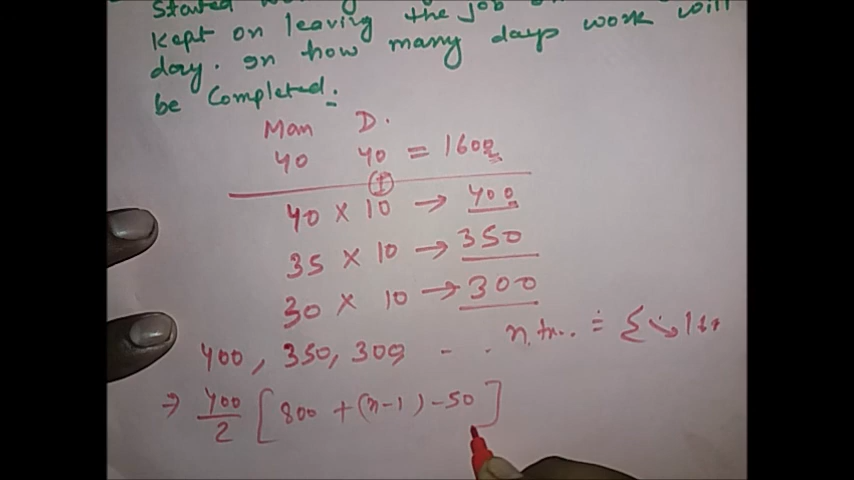 Started
kept on leaving the job
day. In how many days work will
be Completed:
Man D.
40 40 = 1600
+
40 × 10 → 400
35 × 10 → 350
30 × 10 → 300
400, 350, 300 - - .
⇒ 400/2 [800 + (n-1) - 50]